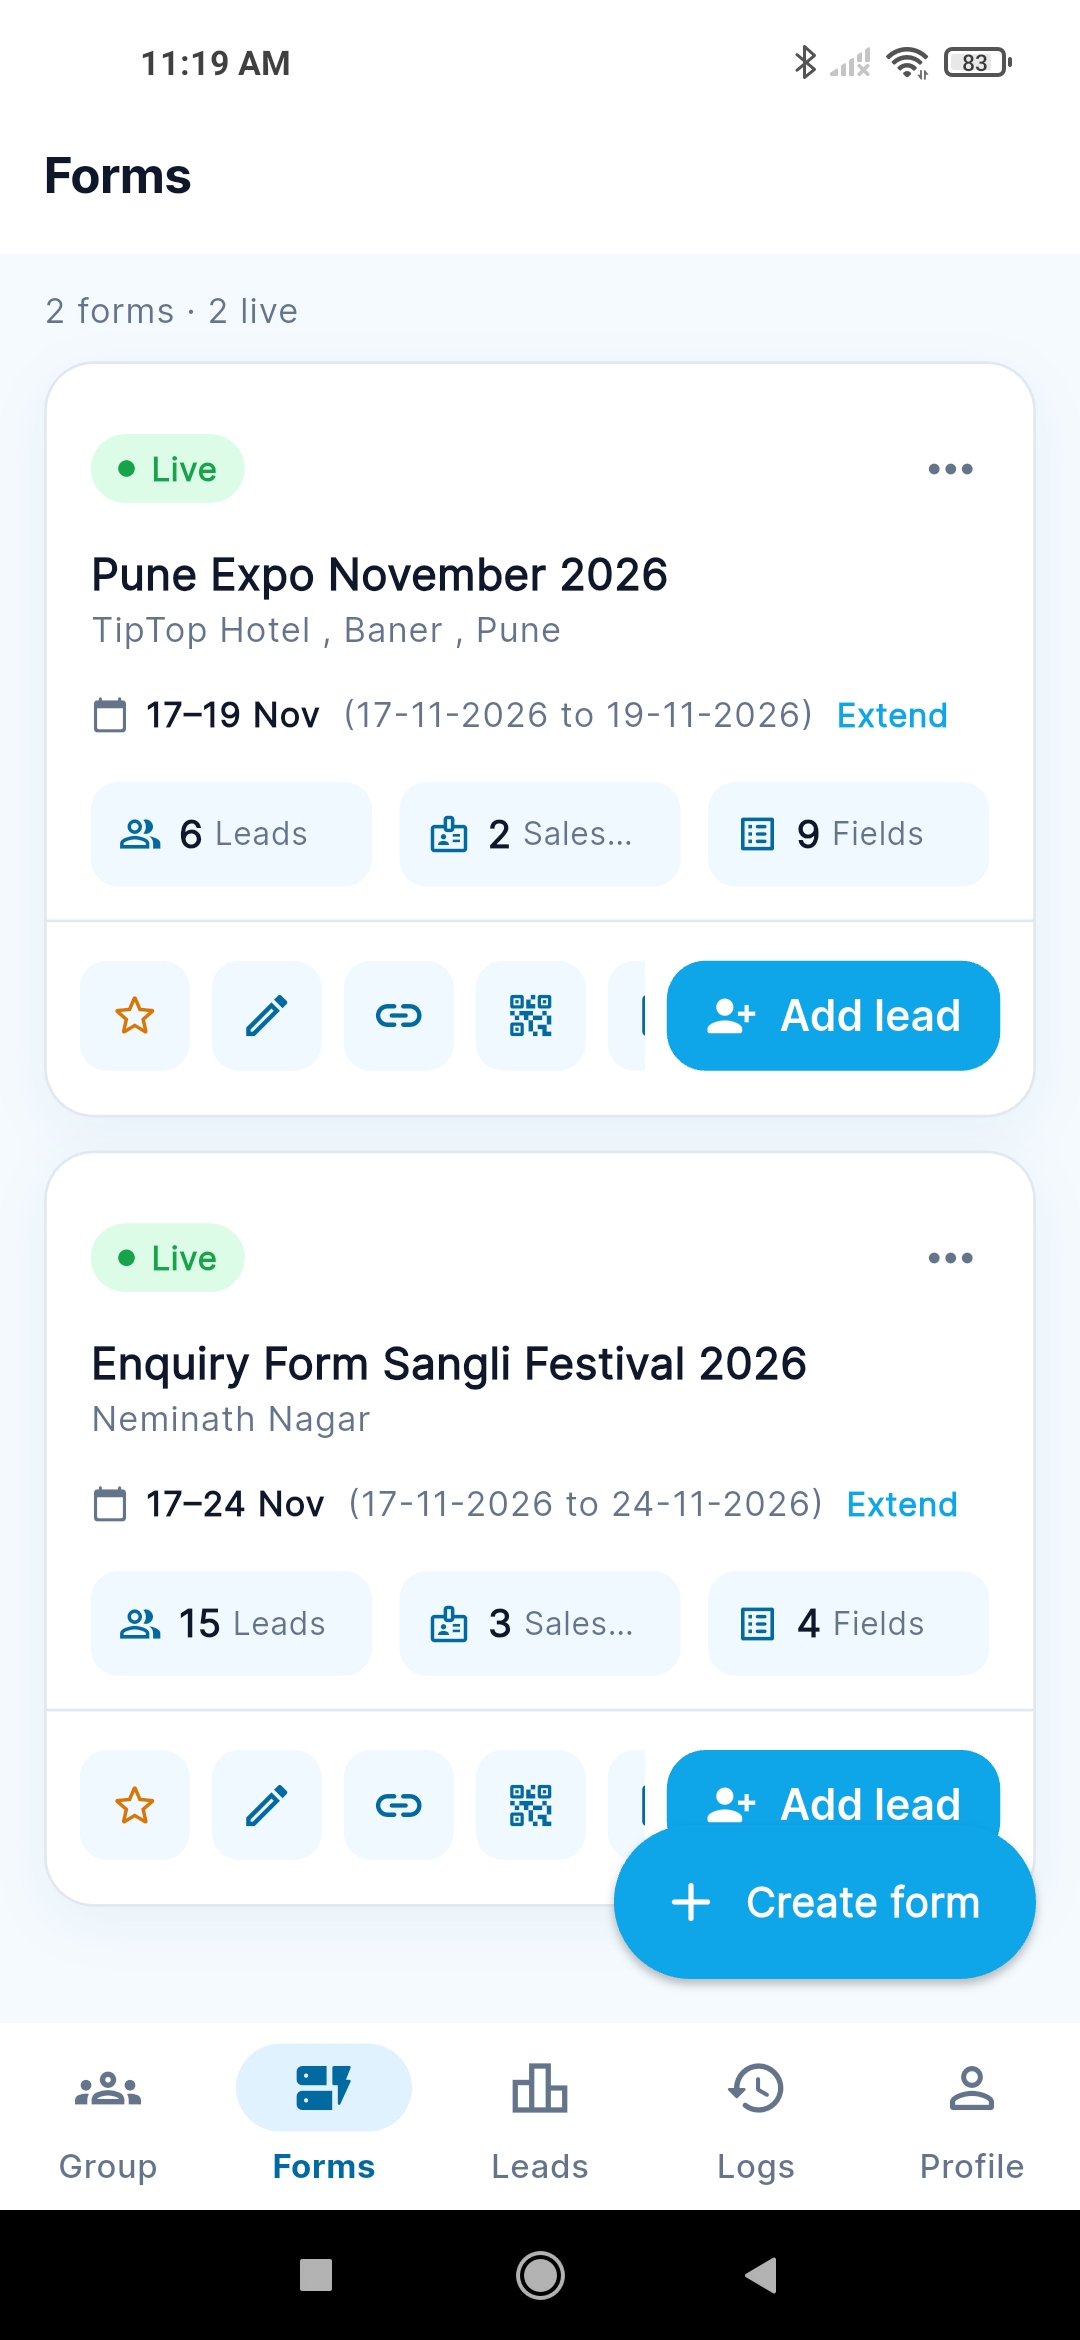 11:19 AM
83
Forms
2 forms · 2 live
Live
Pune Expo November 2026
TipTop Hotel , Baner , Pune
17–19 Nov (17-11-2026 to 19-11-2026) Extend
6 Leads
2 Sales...
9 Fields
Add lead
Live
Enquiry Form Sangli Festival 2026
Neminath Nagar
17–24 Nov (17-11-2026 to 24-11-2026) Extend
15 Leads
3 Sales...
4 Fields
Add lead
Create form
Group
Forms
Leads
Logs
Profile